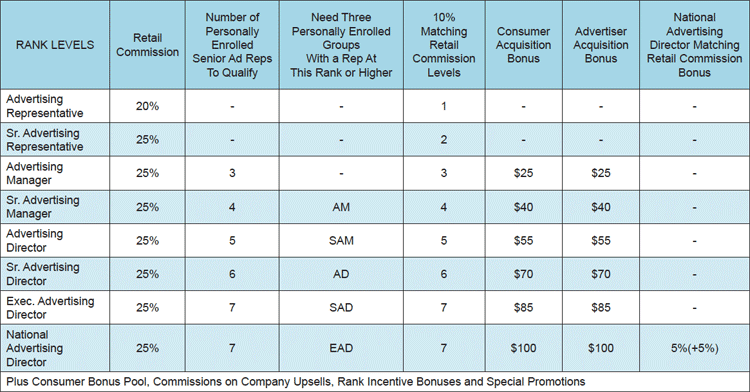 RANK LEVELS
Retail
Commission
Number of
Personally
Enrolled
Senior Ad Reps
To Qualify
Need Three
Personally Enrolled
Groups
With a Rep At
This Rank or Higher
10%
Matching
Retail
Commission
Levels
Consumer
Acquisition
Bonus
Advertiser
Acquisition
Bonus
National
Advertising
Director Matching
Retail Commission
Bonus
Advertising
Representative
20%
-
-
1
-
-
-
Sr. Advertising
Representative
25%
-
-
2
-
-
-
Advertising
Manager
25%
3
-
3
$25
$25
-
Sr. Advertising
Manager
25%
4
AM
4
$40
$40
-
Advertising
Director
25%
5
SAM
5
$55
$55
-
Sr. Advertising
Director
25%
6
AD
6
$70
$70
-
Exec. Advertising
Director
25%
7
SAD
7
$85
$85
-
National
Advertising
Director
25%
7
EAD
7
$100
$100
5%(+5%)
Plus Consumer Bonus Pool, Commissions on Company Upsells, Rank Incentive Bonuses and Special Promotions